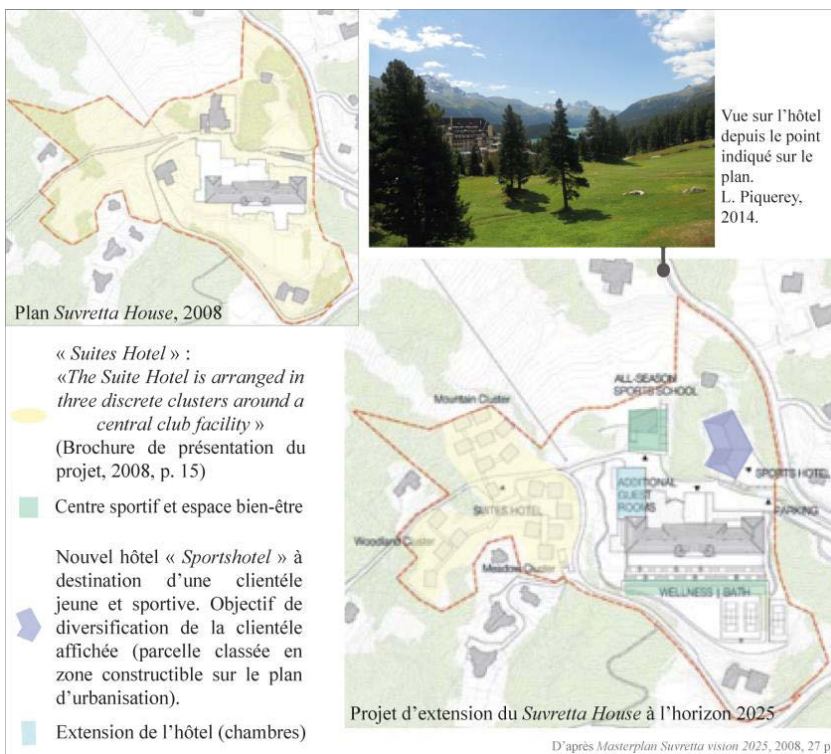 Vue sur l’hôtel
depuis le point
indiqué sur le
plan.
L. Piquerey,
2014.
Plan Suvretta House, 2008
« Suites Hotel » :
«The Suite Hotel is arranged in
three discrete clusters around a
central club facility »
(Brochure de présentation du
projet, 2008, p. 15)
Centre sportif et espace bien-être
Nouvel hôtel « Sportshotel » à
destination d’une clientéle
jeune et sportive. Objectif de
diversification de la clientéle
affichée (parcelle classée en
zone constructible sur le plan
d’urbanisation).
Extension de l’hôtel (chambres)
ALL-SEASON
SPORTS SCHOOL
Mountain Cluster
SPORTS HOTEL
ADDITIONAL
GUEST
ROOMS
PARKING
SUITES HOTEL
Woodland Cluster
Meadow Cluster
WELLNESS | BATH
Projet d’extension du Suvretta House à l’horizon 2025
D’après Masterplan Suvretta vision 2025, 2008, 27 p